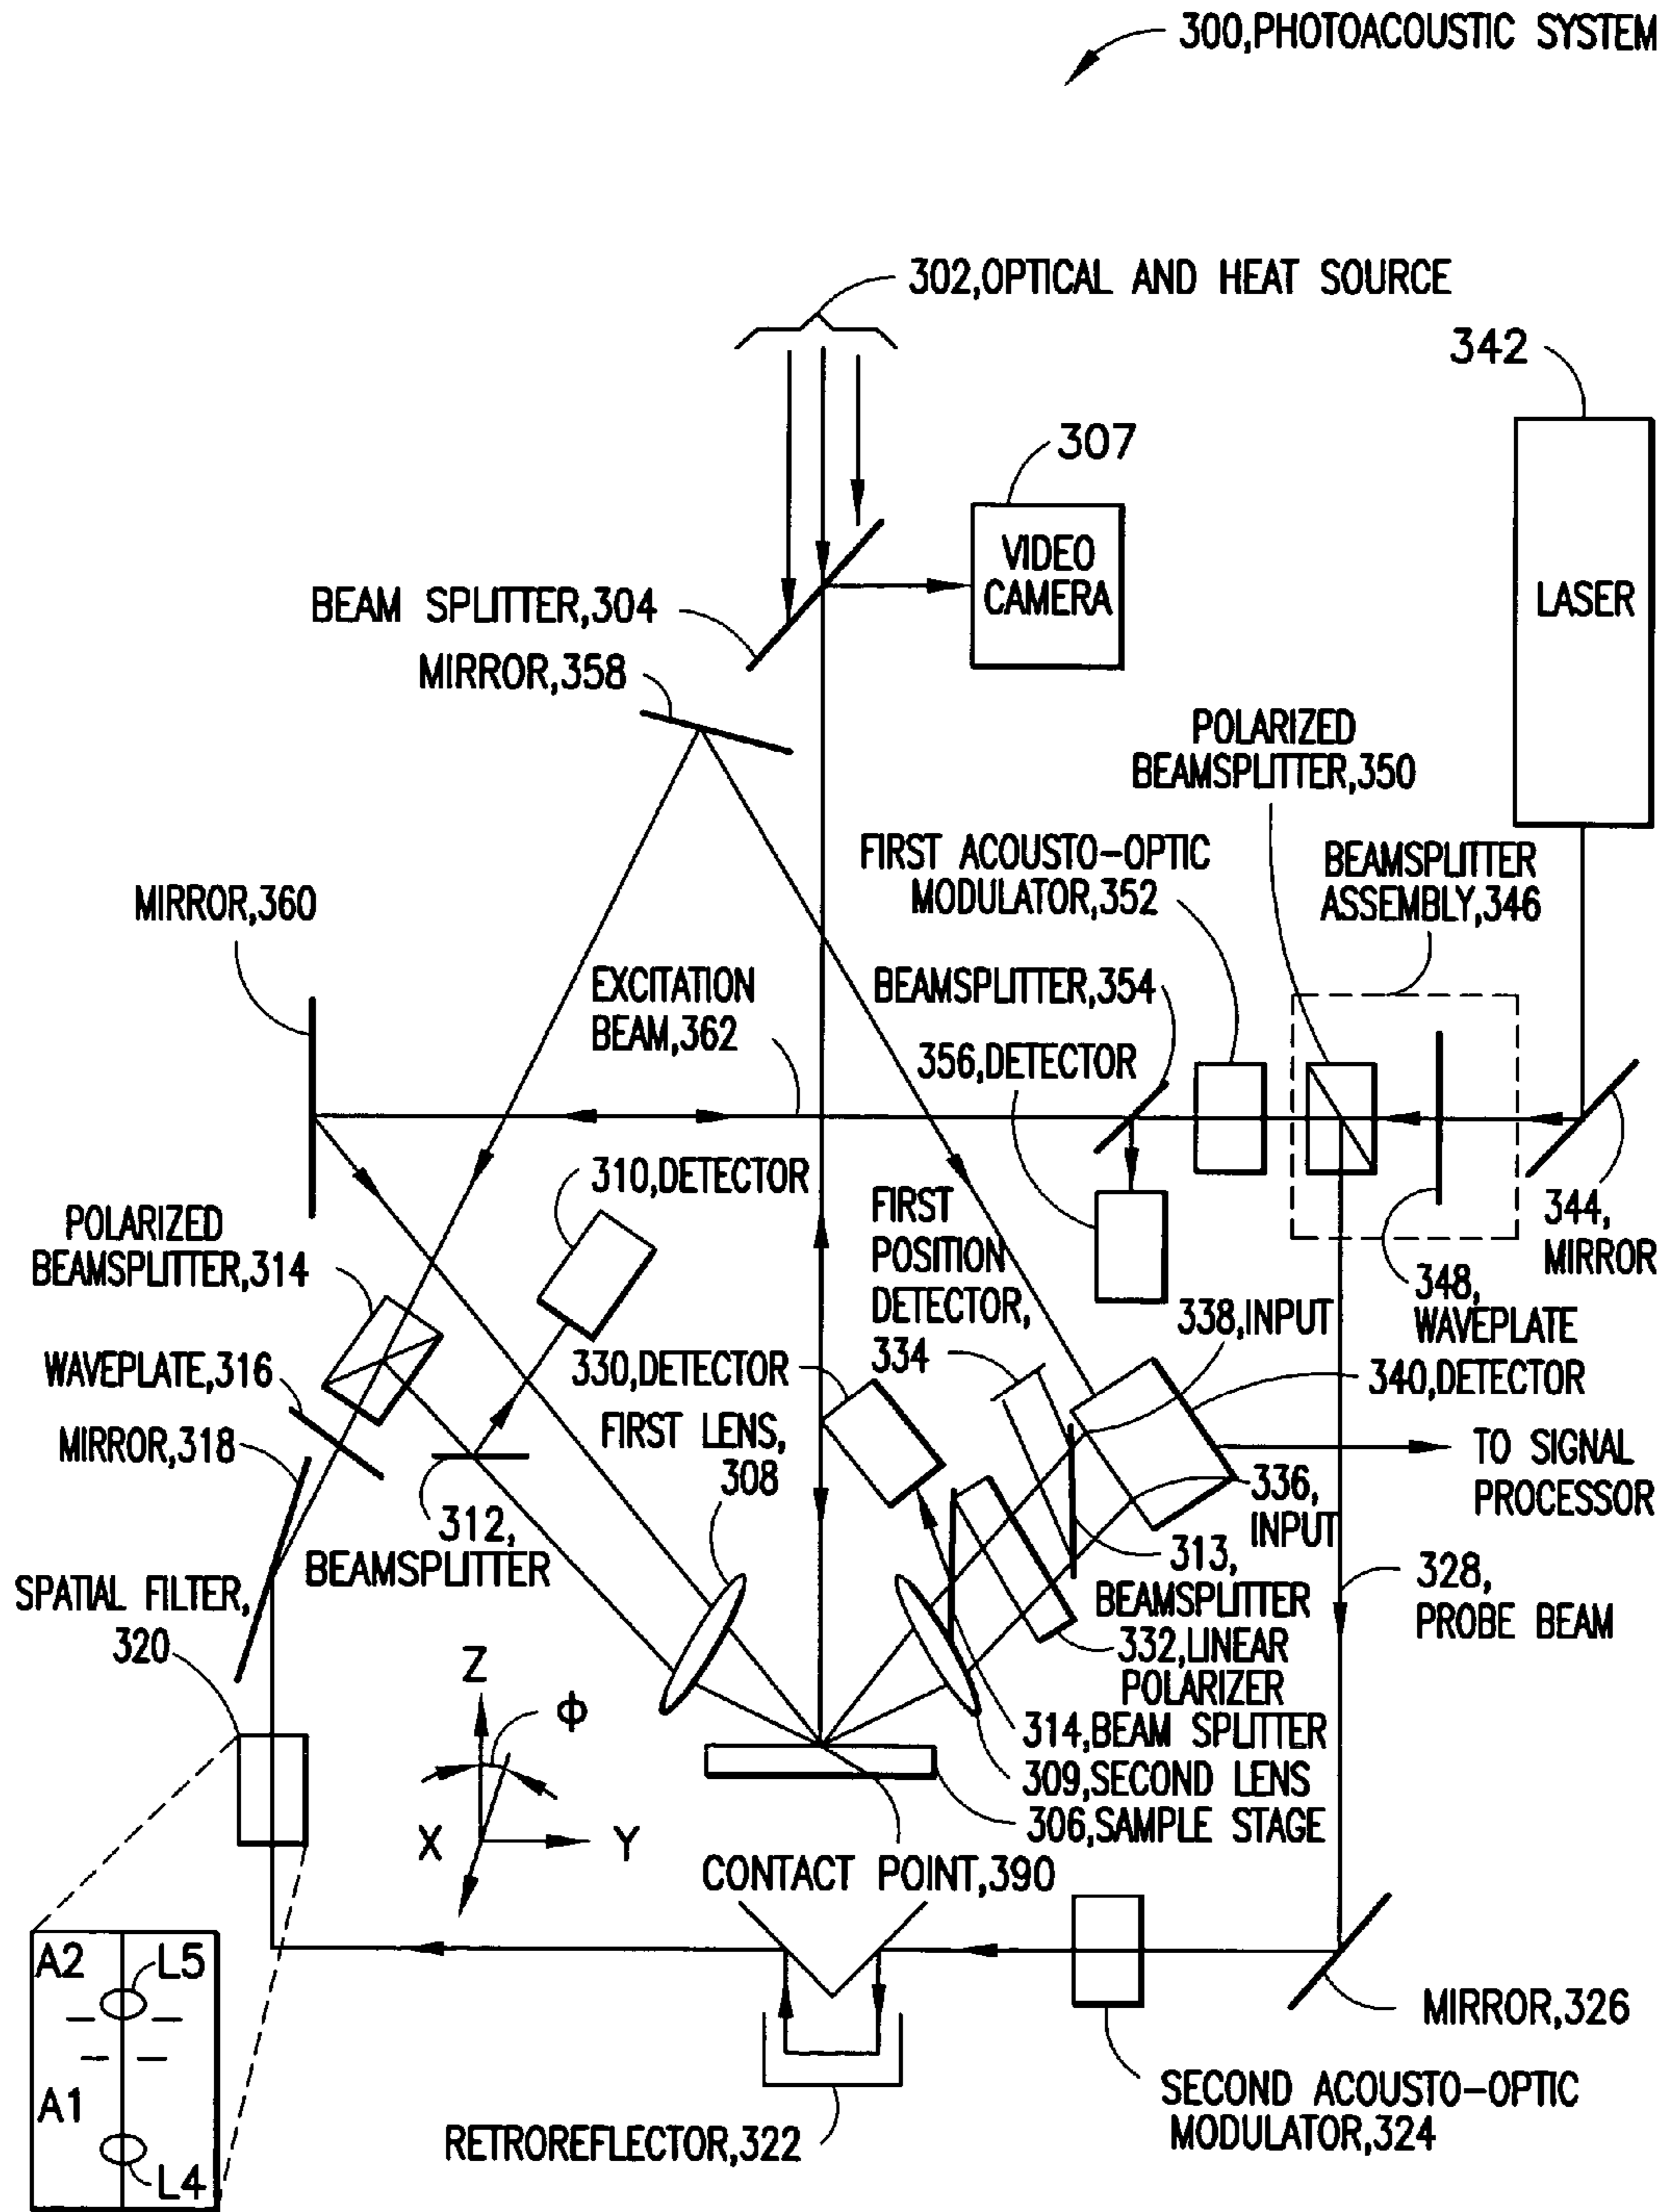 300,PHOTOACOUSTIC SYSTEM
302,OPTICAL AND HEAT SOURCE
342
307
VIDEO
CAMERA
LASER
BEAM SPLITTER,304
MIRROR,358
POLARIZED
BEAMSPLITTER,350
FIRST ACOUSTO-OPTIC
MODULATOR,352
BEAMSPLITTER
ASSEMBLY,346
MIRROR,360
EXCITATION
BEAM,362
BEAMSPLITTER,354
356,DETECTOR
310,DETECTOR
POLARIZED
BEAMSPLITTER,314
FIRST
POSITION
DETECTOR,
334
344,
MIRROR
348,
WAVEPLATE
338,INPUT
WAVEPLATE,316
330,DETECTOR
340,DETECTOR
MIRROR,318
FIRST LENS,
308
TO SIGNAL
PROCESSOR
336,
INPUT
312,
BEAMSPLITTER
313,
BEAMSPLITTER
328,
PROBE BEAM
SPATIAL FILTER,
320
332,LINEAR
POLARIZER
314,BEAM SPLITTER
309,SECOND LENS
306,SAMPLE STAGE
Z
Φ
X
Y
CONTACT POINT,390
A2
L5
A1
L4
MIRROR,326
SECOND ACOUSTO-OPTIC
MODULATOR,324
RETROREFLECTOR,322